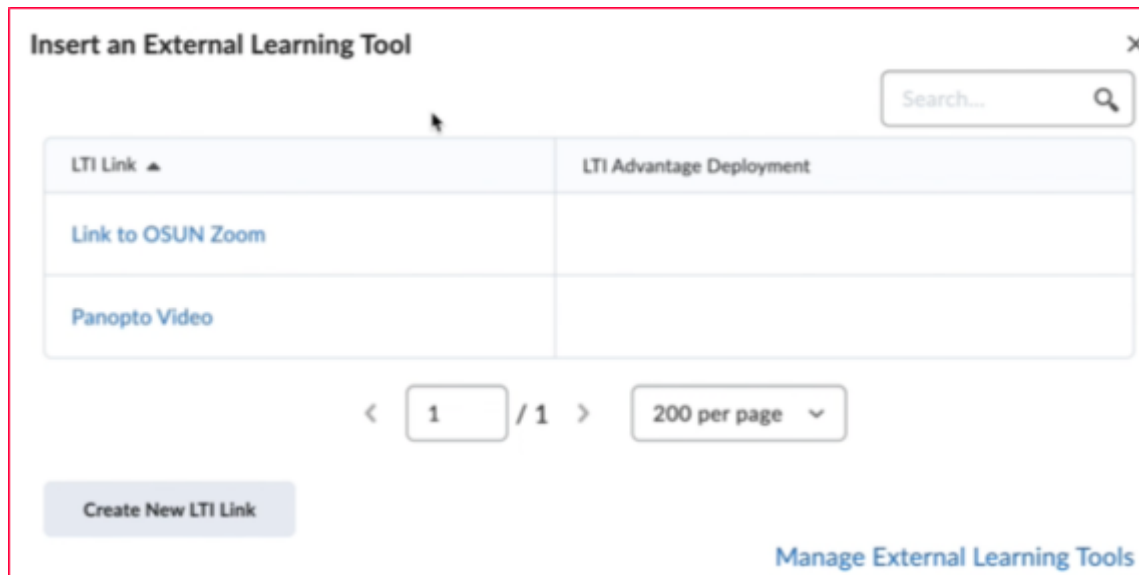 Insert an External Learning Tool
Search...
LTI Link LTI Advantage Deployment
Link to OSUN Zoom
Panopto Video
1 / 1 200 per page
Create New LTI Link
Manage External Learning Tools